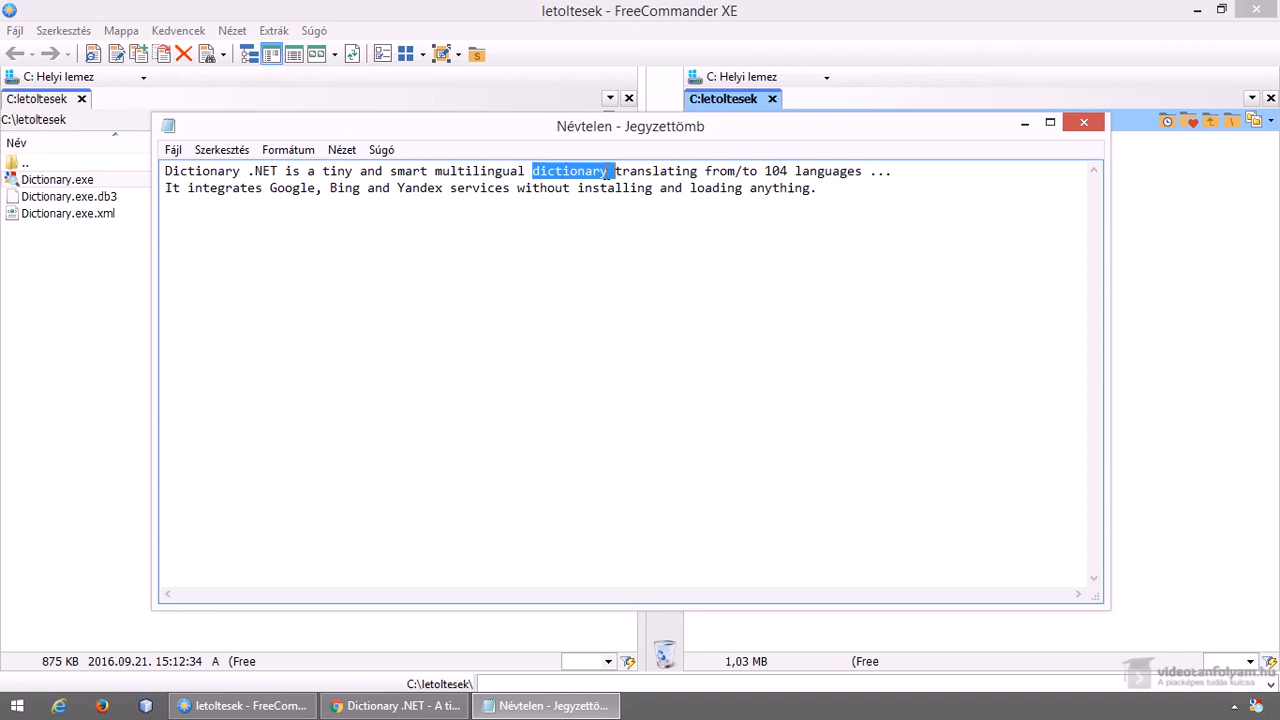 letoltesek - FreeCommander XE
Fájl Szerkesztés Mappa Kedvencek Nézet Extrák Súgó
S
C: Helyi lemez
C: Helyi lemez
C:letoltesek
C:letoltesek
C:\letoltesek
Névtelen - Jegyzettömb
Név
Fájl Szerkesztés Formátum Nézet Súgó
..
Dictionary.exe
Dictionary.exe.db3
Dictionary.exe.xml
Dictionary .NET is a tiny and smart multilingual dictionary translating from/to 104 languages ...
It integrates Google, Bing and Yandex services without installing and loading anything.
875 KB 2016.09.21. 15:12:34 A (Free
1,03 MB (Free
C:\letoltesek\
videotanfolyam.hu
A piacképes tudás kulcsa
letoltesek - FreeCom...
Dictionary .NET - A ti...
Névtelen - Jegyzettö...